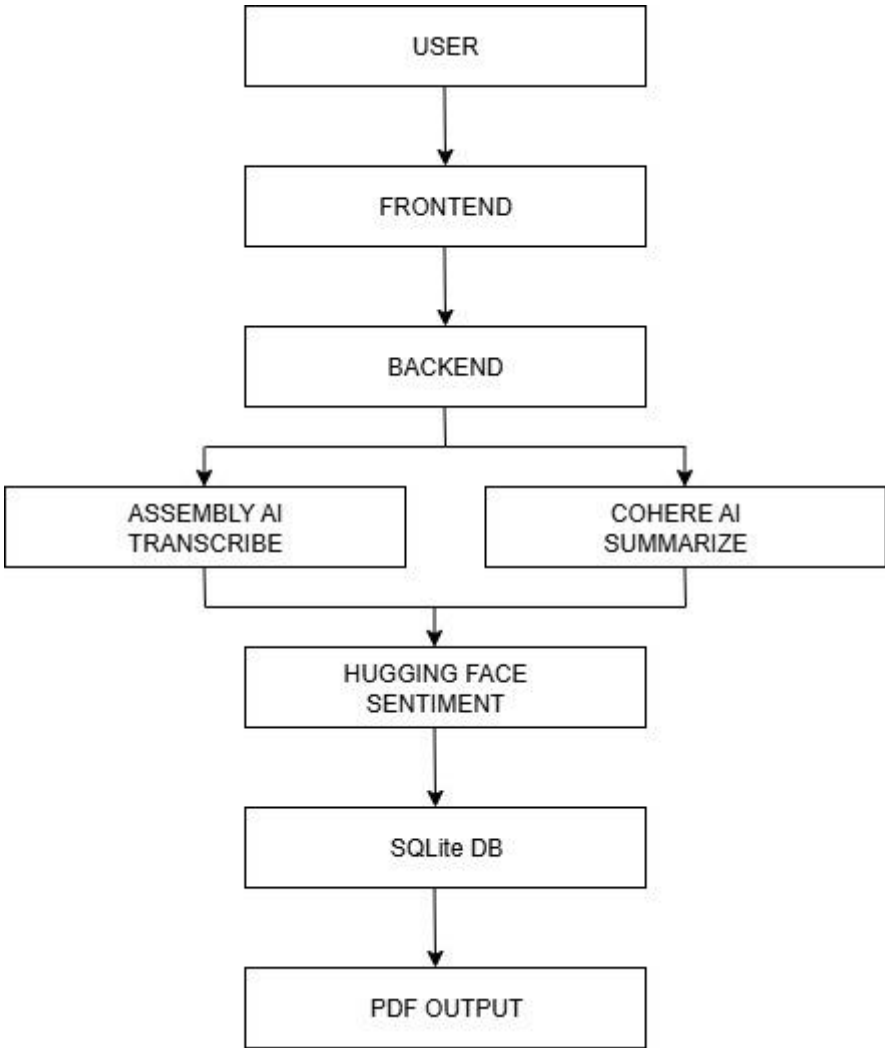 USER
FRONTEND
BACKEND
ASSEMBLY AI
TRANSCRIBE
COHERE AI
SUMMARIZE
HUGGING FACE
SENTIMENT
SQLite DB
PDF OUTPUT